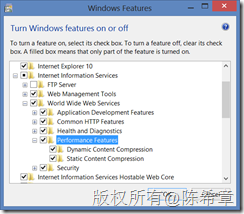 Windows Features
Turn Windows features on or off
To turn a feature on, select its check box. To turn a feature off, clear its check
box. A filled box means that only part of the feature is turned on.
Internet Explorer 10
Internet Information Services
FTP Server
Web Management Tools
World Wide Web Services
Application Development Features
Common HTTP Features
Health and Diagnostics
Performance Features
Dynamic Content Compression
Static Content Compression
Security
Internet Information Services Hostable Web Core
版权所有@陈希章